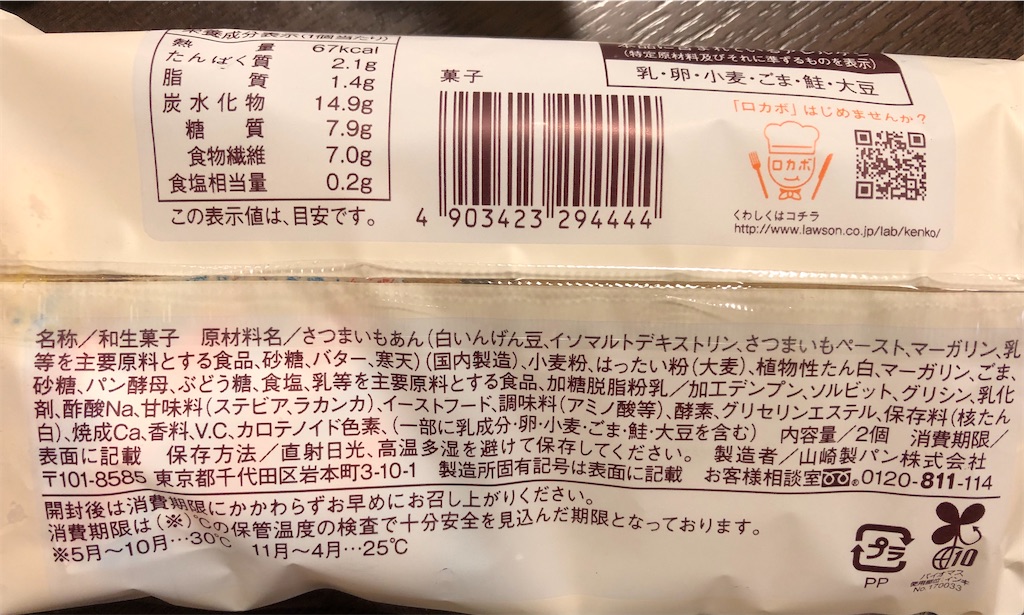 栄養成分表示(1個当たり)
熱量 67kcal
たんぱく質 2.1g
脂質 1.4g
炭水化物 14.9g
糖質 7.9g
食物繊維 7.0g
食塩相当量 0.2g
この表示値は、目安です。
菓子
4 903423 294444
(特定原材料及びそれに準ずるものを表示)
乳・卵・小麦・ごま・鮭・大豆
「ロカボ」はじめませんか?
ロカボ
くわしくはコチラ
http://www.lawson.co.jp/lab/kenko/
名称/和生菓子 原材料名/さつまいもあん(白いんげん豆、イソマルトデキストリン、さつまいもペースト、マーガリン、乳
等を主要原料とする食品、砂糖、バター、寒天)(国内製造)、小麦粉、はったい粉(大麦)、植物性たん白、マーガリン、ごま、
砂糖、パン酵母、ぶどう糖、食塩、乳等を主要原料とする食品、加糖脱脂粉乳/加工デンプン、ソルビット、グリシン、乳化
剤、酢酸Na、甘味料(ステビア、ラカンカ)、イーストフード、調味料(アミノ酸等)、酵素、グリセリンエステル、保存料(核たん
白)、焼成Ca、香料、V.C、カロテノイド色素、(一部に乳成分・卵・小麦・ごま・鮭・大豆を含む) 内容量/2個 消費期限/
表面に記載 保存方法/直射日光、高温多湿を避けて保存してください。 製造者/山崎製パン株式会社
〒101-8585 東京都千代田区岩本町3-10-1 製造所固有記号は表面に記載 お客様相談室 0120-811-114
開封後は消費期限にかかわらずお早めにお召し上がりください。
消費期限は(※)℃の保管温度の検査で十分安全を見込んだ期限となっております。
※5月~10月…30℃ 11月~4月…25℃
プラ
PP
10
バイオマス
No.170033